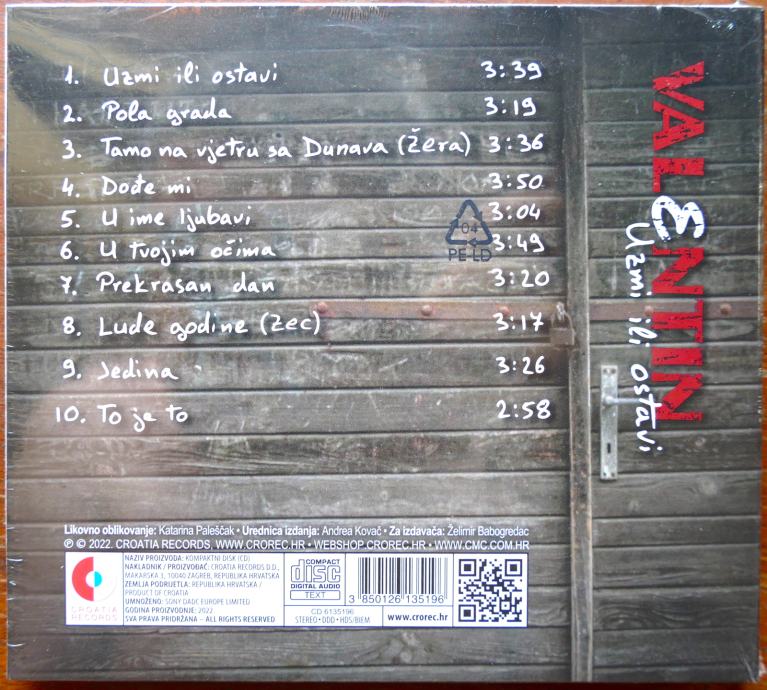 1. Uzmi ili ostavi 3:39
2. Pola grada 3:19
3. Tamo na vjetru sa Dunava (Žera) 3:36
4. Dođe mi 3:50
5. U ime ljubavi 3:04
6. U tvojim očima 3:49
7. Prekrasan dan 3:20
8. Lude godine (Zec) 3:17
9. Jedina 3:26
10. To je to 2:58
04
PE-LD
VALENTIN
Uzmi ili ostavi
Likovno oblikovanje: Katarina Paleščak • Urednica izdanja: Andrea Kovač • Za izdavača: Želimir Babogredac
℗ © 2022. CROATIA RECORDS, WWW.CROREC.HR • WEBSHOP.CROREC.HR • WWW.CMC.COM.HR
CROATIA
RECORDS
NAZIV PROIZVODA: KOMPAKTNI DISK (CD)
NAKLADNIK / PROIZVOĐAČ: CROATIA RECORDS D.D.,
MAKARSKA 3, 10040 ZAGREB, REPUBLIKA HRVATSKA
ZEMLJA PODRIJETLA: REPUBLIKA HRVATSKA /
PRODUCT OF CROATIA
UMNOŽENO: SONY DADC EUROPE LIMITED
GODINA PROIZVODNJE: 2022.
SVA PRAVA PRIDRŽANA – ALL RIGHTS RESERVED
COMPACT
disc
DIGITAL AUDIO
TEXT
3 850126 135196
CD 6135196
STEREO • DDD • HDS/BIEM
www.crorec.hr